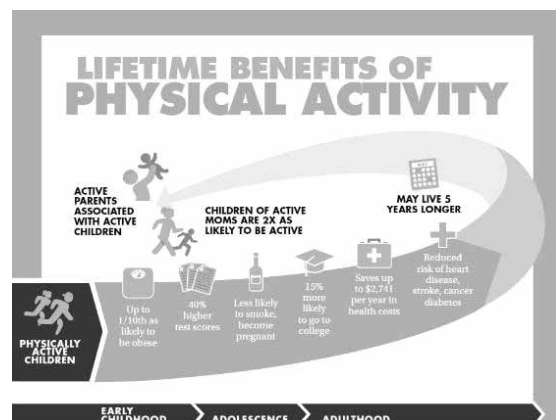 LIFETIME BENEFITS OF
PHYSICAL ACTIVITY
ACTIVE
PARENTS
ASSOCIATED
WITH ACTIVE
CHILDREN
CHILDREN OF ACTIVE
MOMS ARE 2X AS
LIKELY TO BE ACTIVE
MAY LIVE 5
YEARS LONGER
PHYSICALLY
ACTIVE
CHILDREN
Up to
1/10th as
likely to
be obese
40%
higher
test scores
Less likely
to smoke,
become
pregnant
15%
more
likely
to go to
college
Saves up
to $2,741
per year in
health costs
Reduced
risk of heart
disease,
stroke, cancer
diabetes
EARLY
CHILDHOOD
ADOLESCENCE
ADULTHOOD